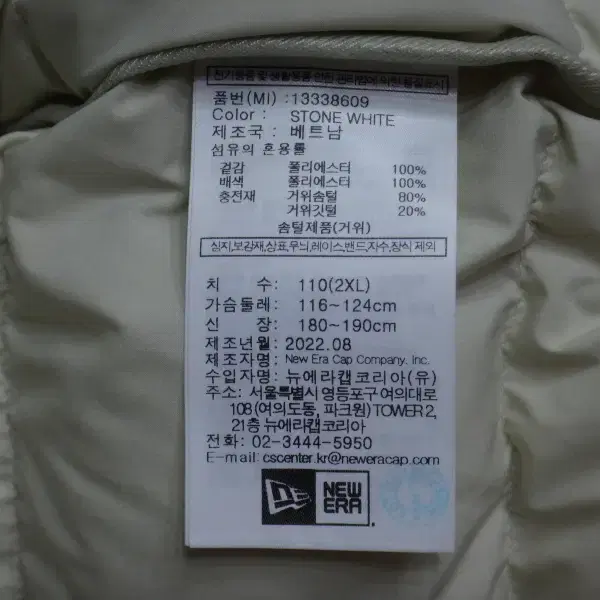 전기용품 및 생활용품 안전 관리법에 의한 품질표시
품번(MI) : 13338609
Color : STONE WHITE
제조국 : 베트남
섬유의 혼용률
겉감 폴리에스터 100%
배색 폴리에스터 100%
충전재 거위솜털 80%
거위깃털 20%
솜털제품(거위)
심지,보강재,상표,무늬,레이스밴드,자수,장식 제외
치 수: 110(2XL)
가슴둘레: 116~124cm
신 장: 180~190cm
제조년월: 2022.08
제조자명: New Era Cap Company, Inc.
수입자명: 뉴에라캡코리아(유)
주소: 서울특별시 영등포구 여의대로
108 (여의도동, 파크원) TOWER 2,
21층 뉴에라캡코리아
전화: 02-3444-5950
E-mail: cscenter.kr@neweracap.com
NEW
ERA